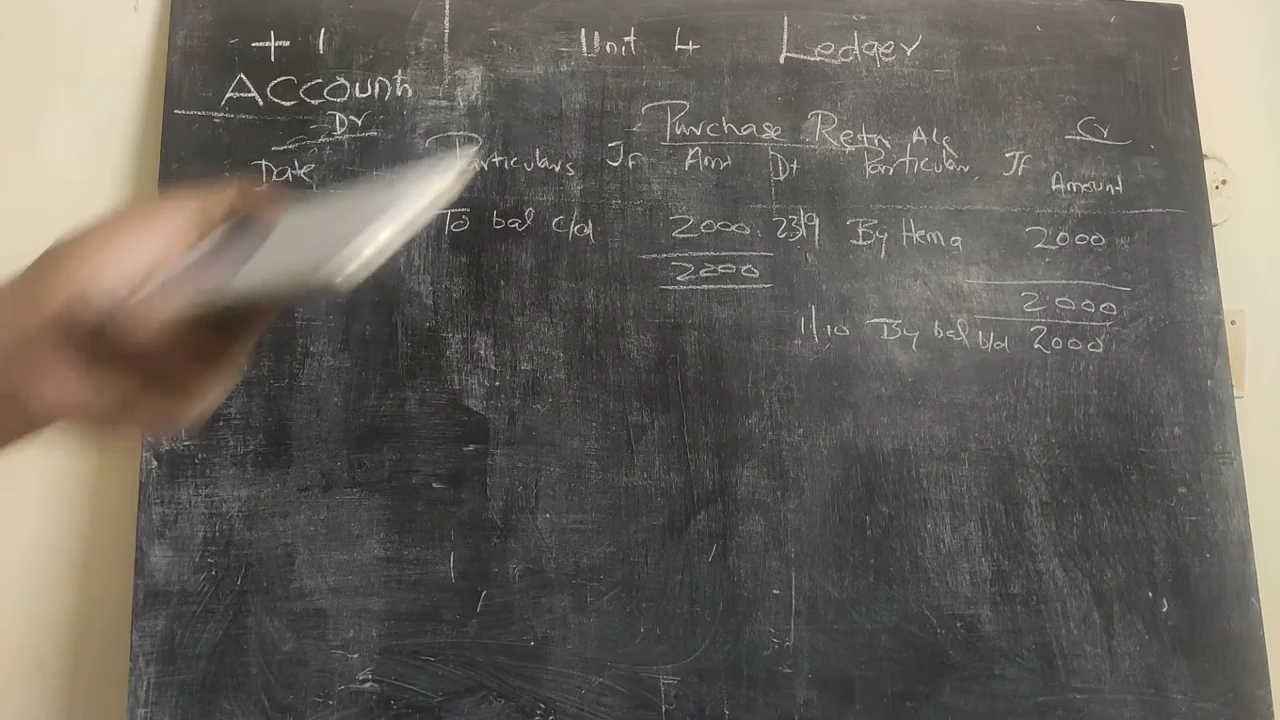 +1 Unit 4 Ledger
ACCOUnt
Dr Purchase Retn A/c Cr
Date Particulars JF Amt Dt Particulars JF Amount
To bal c/d 2000 23/9 By Hema 2000
2000 2000
1/10 By bal b/d 2000